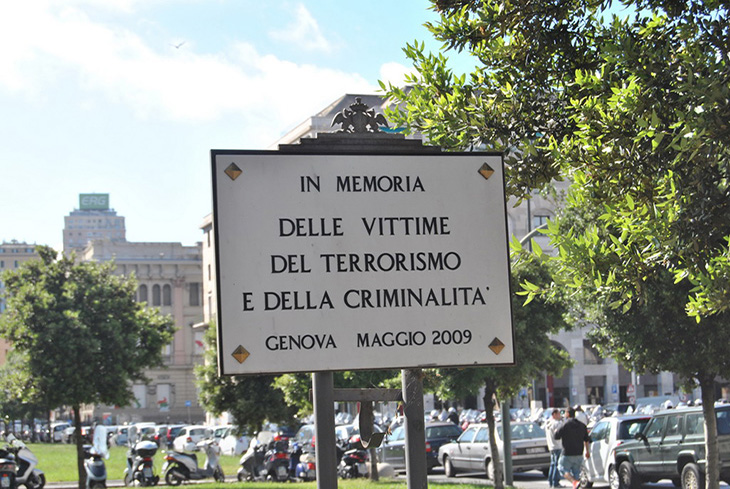 ERG
IN MEMORIA
DELLE VITTIME
DEL TERRORISMO
E DELLA CRIMINALITA'
GENOVA MAGGIO 2009